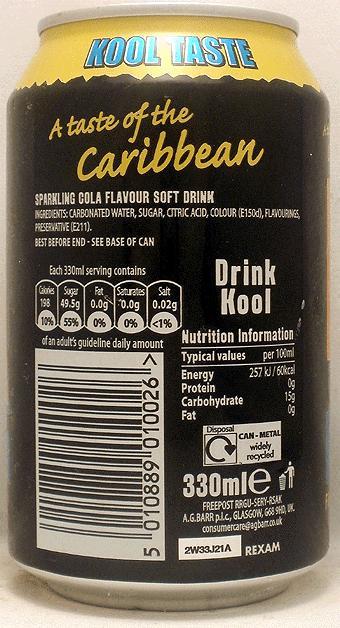 KOOL TASTE
A taste of the
Caribbean
SPARKLING COLA FLAVOUR SOFT DRINK
INGREDIENTS: CARBONATED WATER, SUGAR, CITRIC ACID, COLOUR (E150d), FLAVOURINGS,
PRESERVATIVE (E211).
BEST BEFORE END - SEE BASE OF CAN
Each 330ml serving contains
Calories Sugar Fat Saturates Salt
198 49.5g 0.0g 0.0g 0.02g
10% 55% 0% 0% <1%
of an adult's guideline daily amount
5 010889 010026 >
Drink
Kool
Nutrition Information
Typical values per 100ml
Energy 257 kJ / 60kcal
Protein 0g
Carbohydrate 15g
Fat 0g
Disposal
CAN - METAL
widely
recycled
330ml e
FREEPOST RRGU-SERY-RSAK
A.G.BARR p.l.c., GLASGOW, G68 9HD, UK.
consumercare@agbarr.co.uk
2W33J21A REXAM